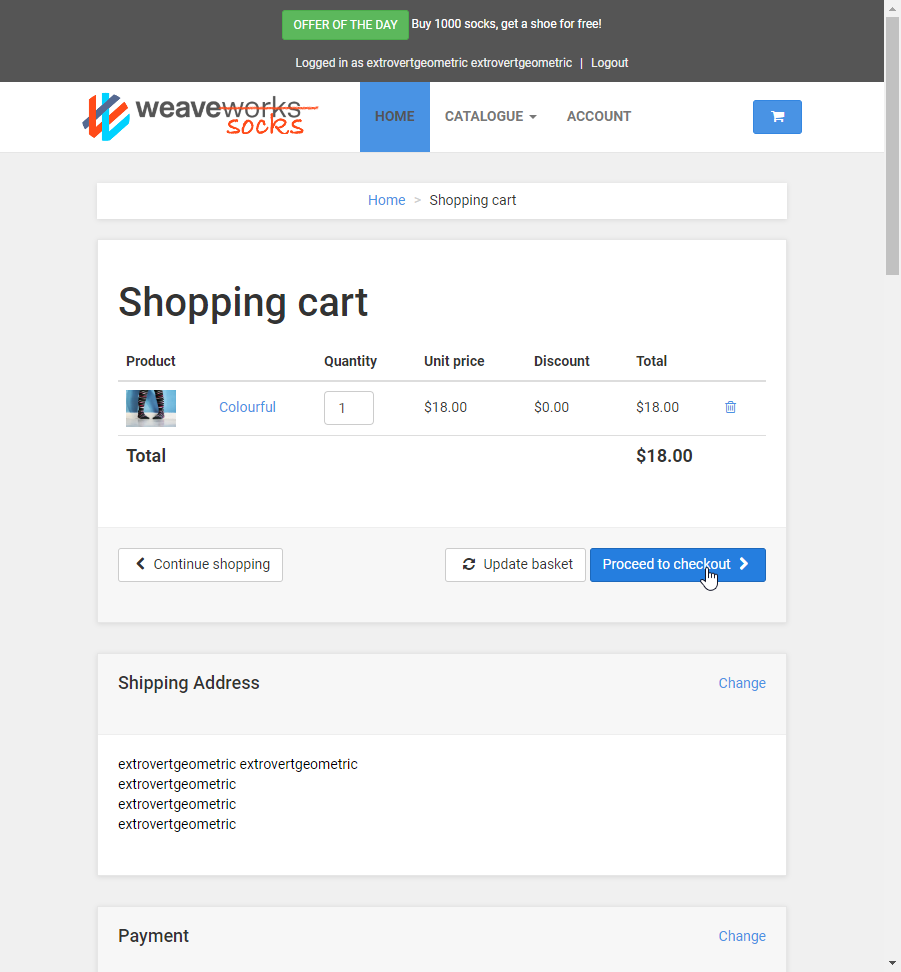 OFFER OF THE DAY Buy 1000 socks, get a shoe for free!
Logged in as extrovertgeometric extrovertgeometric | Logout
weaveworks socks HOME CATALOGUE ACCOUNT
Home > Shopping cart
Shopping cart
Product Quantity Unit price Discount Total
Colourful 1 $18.00 $0.00 $18.00
Total $18.00
Continue shopping Update basket Proceed to checkout
Shipping Address Change
extrovertgeometric extrovertgeometric
extrovertgeometric
extrovertgeometric
extrovertgeometric
Payment Change